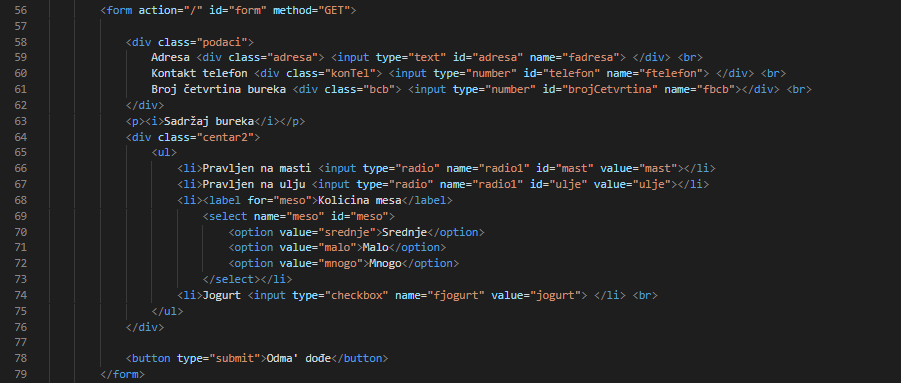 56 <form action="/" id="form" method="GET">
57
58 <div class="podaci">
59 Adresa <div class="adresa"> <input type="text" id="adresa" name="fadresa"> </div> <br>
60 Kontakt telefon <div class="konTel"> <input type="number" id="telefon" name="ftelefon"> </div> <br>
61 Broj četvrtina bureka <div class="bcb"> <input type="number" id="brojCetvrtina" name="fbcb"></div> <br>
62 </div>
63 <p><i>Sadržaj bureka</i></p>
64 <div class="centar2">
65 <ul>
66 <li>Pravljen na masti <input type="radio" name="radio1" id="mast" value="mast"></li>
67 <li>Pravljen na ulju <input type="radio" name="radio1" id="ulje" value="ulje"></li>
68 <li><label for="meso">Kolicina mesa</label>
69 <select name="meso" id="meso">
70 <option value="srednje">Srednje</option>
71 <option value="malo">Malo</option>
72 <option value="mnogo">Mnogo</option>
73 </select></li>
74 <li>Jogurt <input type="checkbox" name="fjogurt" value="jogurt"> </li> <br>
75 </ul>
76 </div>
77
78 <button type="submit">Odma' dođe</button>
79 </form>